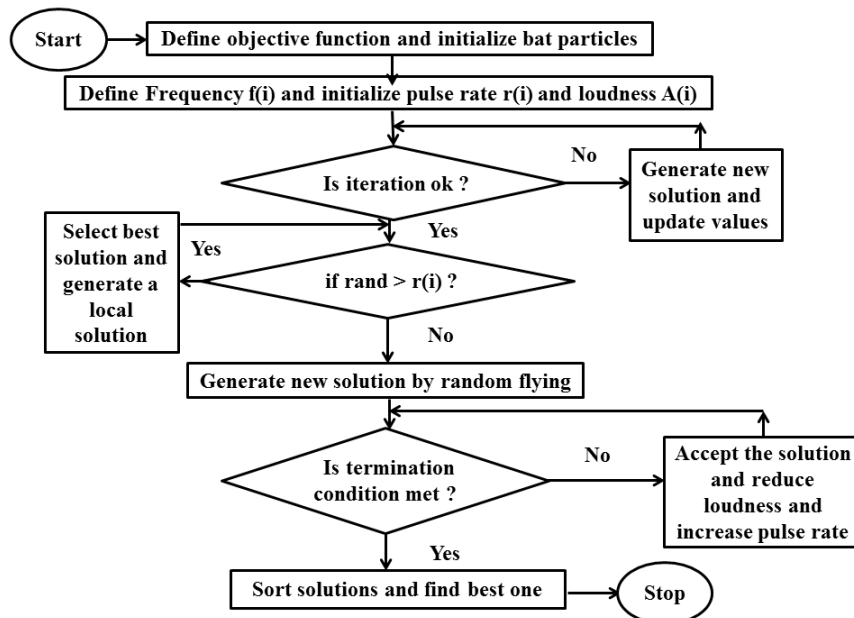 Start
Define objective function and initialize bat particles
Define Frequency f(i) and initialize pulse rate r(i) and loudness A(i)
Is iteration ok ?
No
Generate new
solution and
update values
Yes
Select best
solution and
generate a
local
solution
Yes
if rand > r(i) ?
No
Generate new solution by random flying
Is termination
condition met ?
No
Accept the solution
and reduce
loudness and
increase pulse rate
Yes
Sort solutions and find best one
Stop